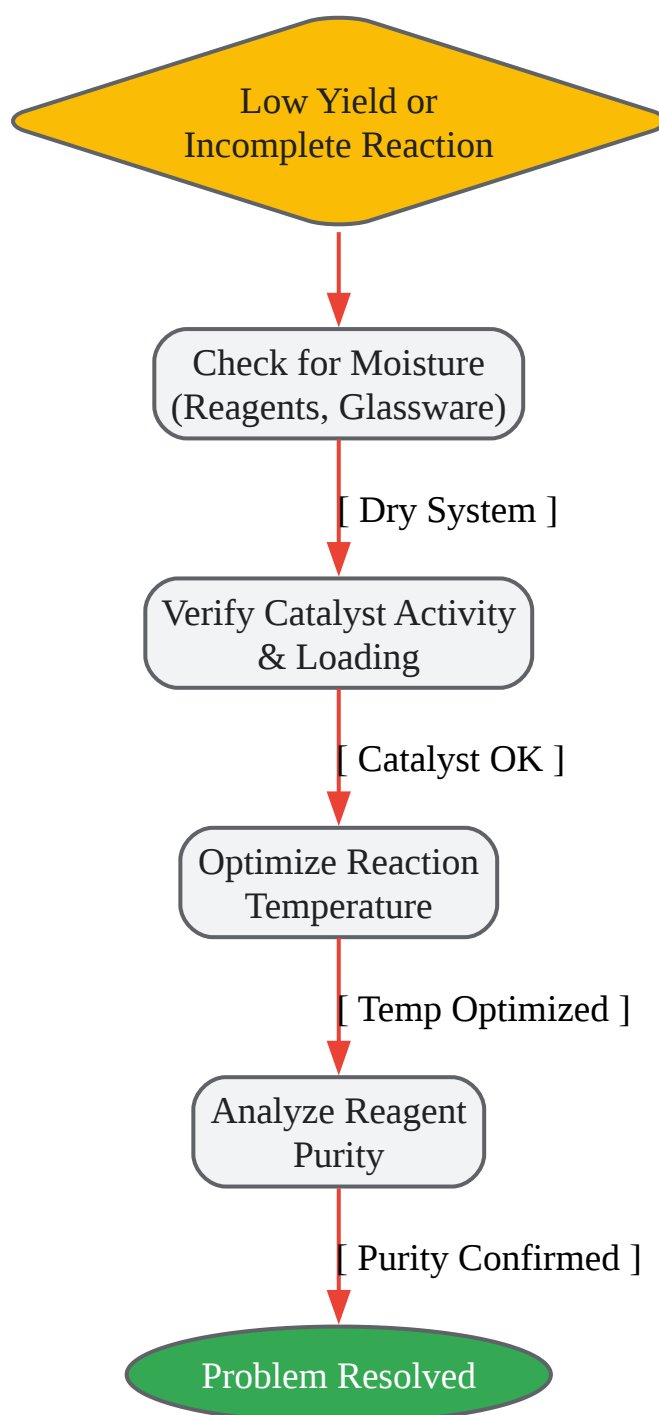 Low Yield or
Incomplete Reaction
Check for Moisture
(Reagents, Glassware)
[ Dry System ]
Verify Catalyst Activity
& Loading
[ Catalyst OK ]
Optimize Reaction
Temperature
[ Temp Optimized ]
Analyze Reagent
Purity
[ Purity Confirmed ]
Problem Resolved